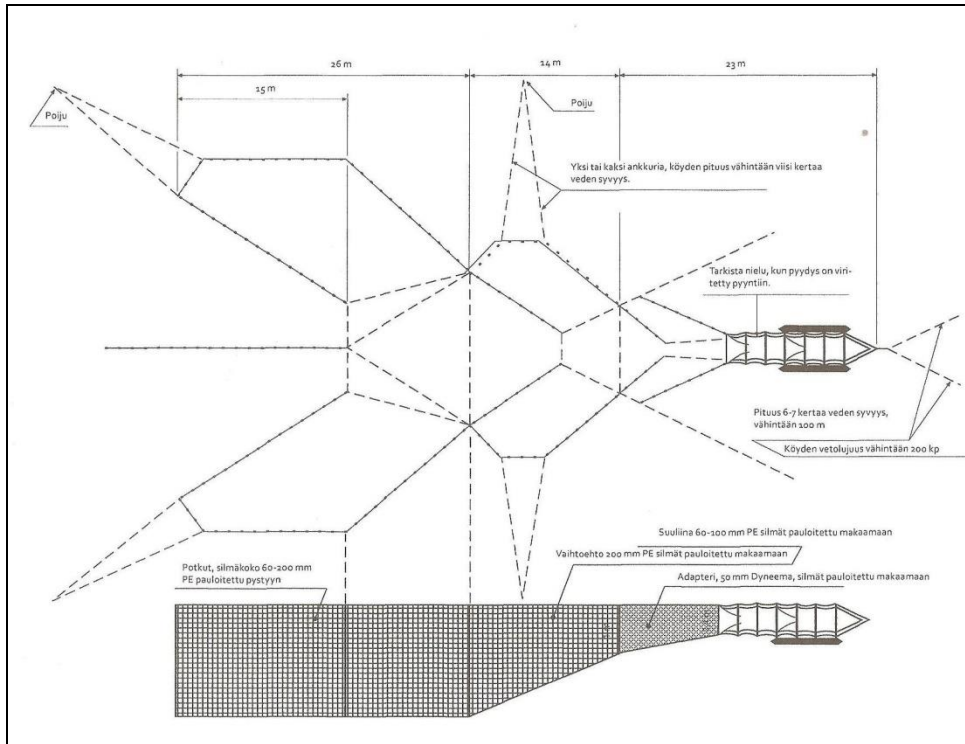 26 m
14 m
23 m
15 m
Poiju
Poiju
Yksi tai kaksi ankkuria, köyden pituus vähintään viisi kertaa
veden syvyys.
Tarkista nielu, kun pyydys on viri-
tetty pyyntiin.
Pituus 6-7 kertaa veden syvyys,
vähintään 100 m
Köyden vetolujuus vähintään 200 kp
Suuliina 60-100 mm PE silmät pauloitettu makaamaan
Vaihtoehto 200 mm PE silmät pauloitettu makaamaan
Adapteri, 50 mm Dyneema, silmät pauloitettu makaamaan
Potkut, silmäkoko 60-200 mm
PE pauloitettu pystyyn